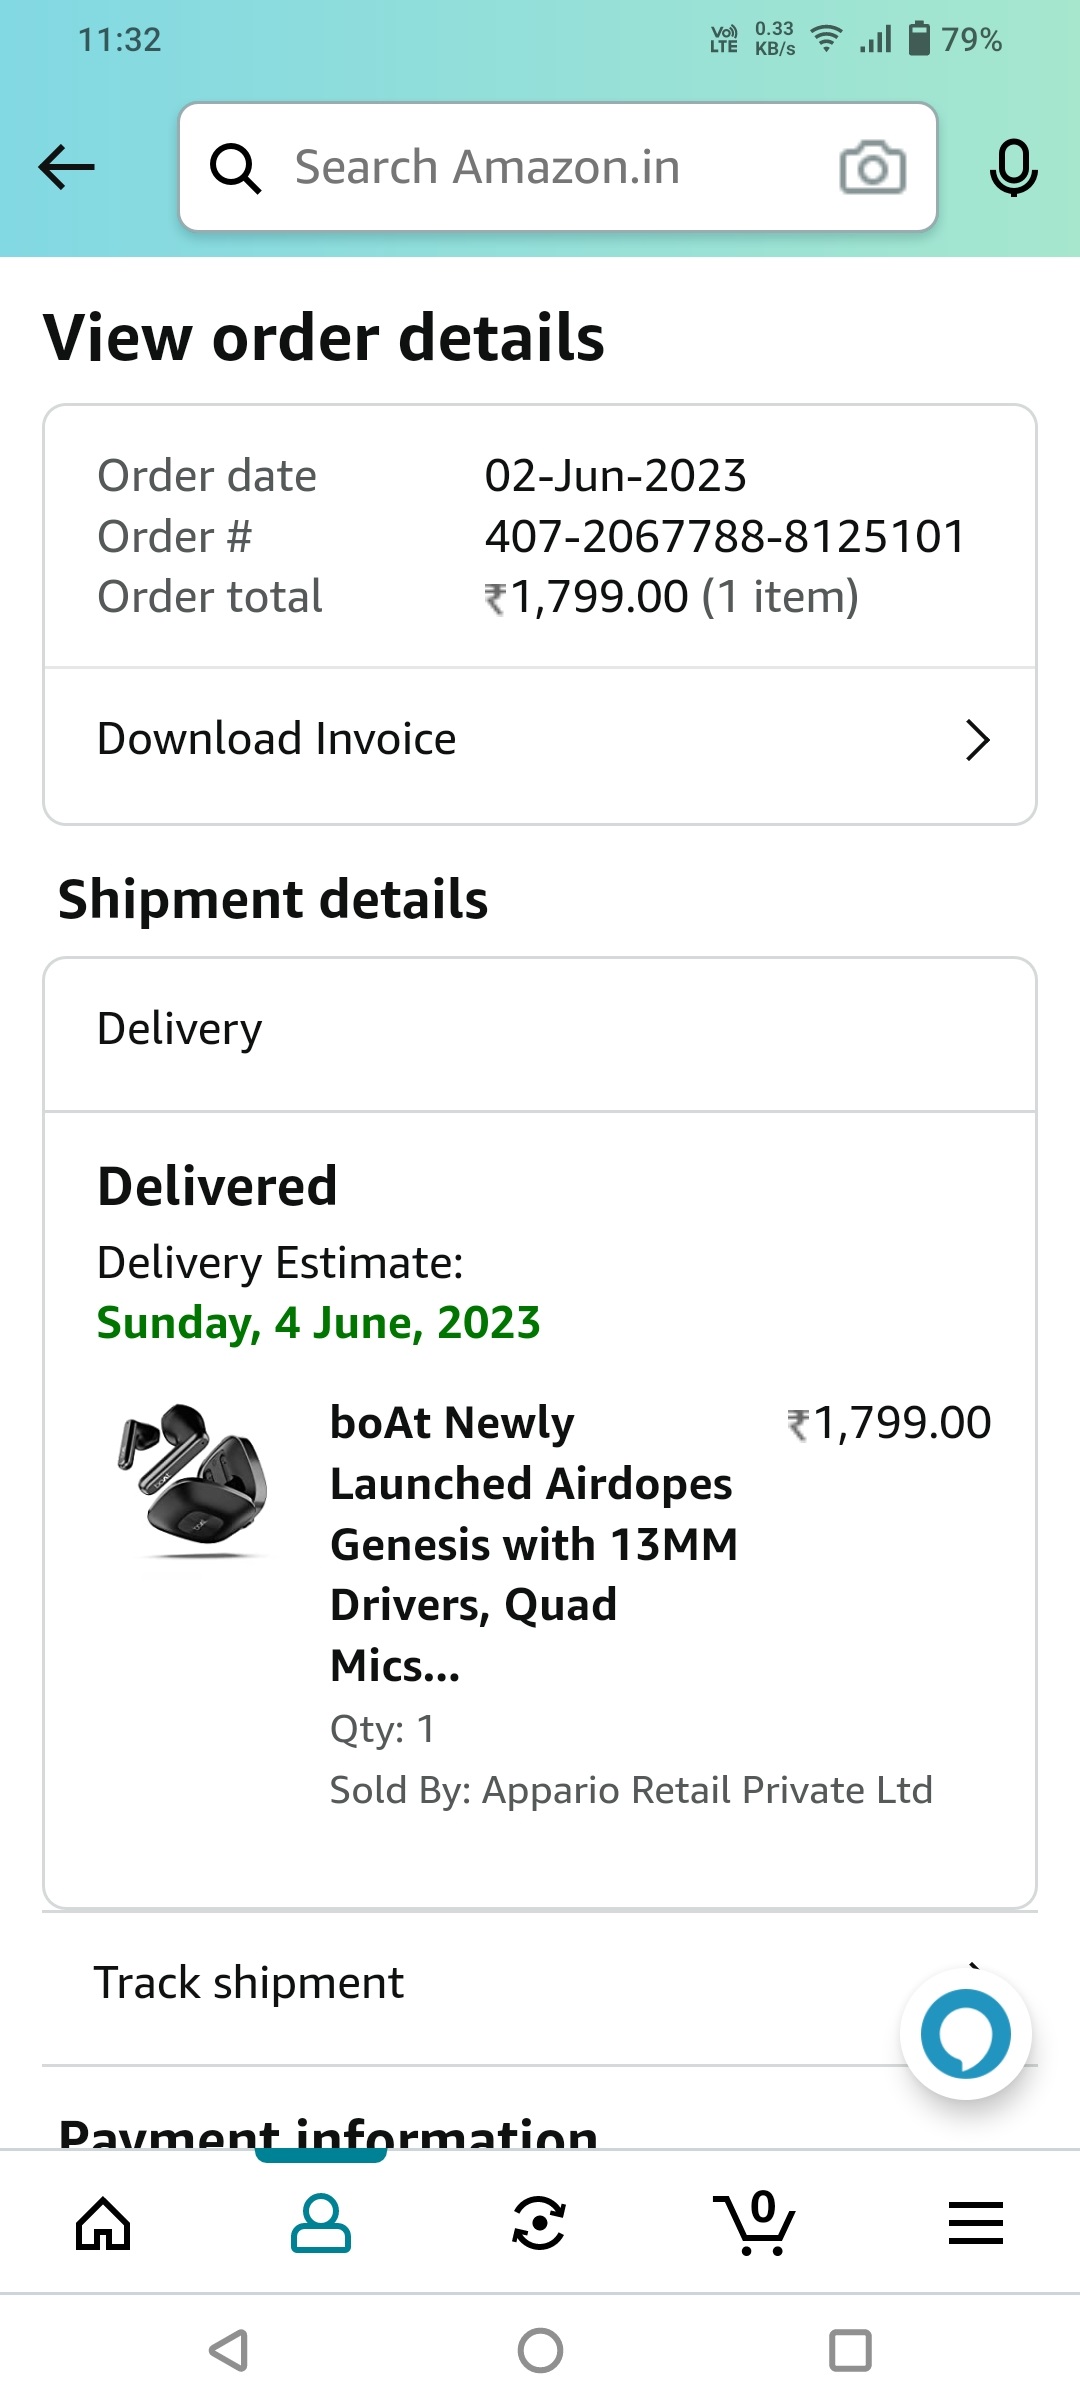 11:32 Vo) LTE 0.33 KB/s 79%
Search Amazon.in
View order details
Order date 02-Jun-2023
Order # 407-2067788-8125101
Order total ₹1,799.00 (1 item)
Download Invoice
Shipment details
Delivery
Delivered
Delivery Estimate:
Sunday, 4 June, 2023
boAt Newly ₹1,799.00
Launched Airdopes
Genesis with 13MM
Drivers, Quad
Mics...
Qty: 1
Sold By: Appario Retail Private Ltd
Track shipment
Payment information
0